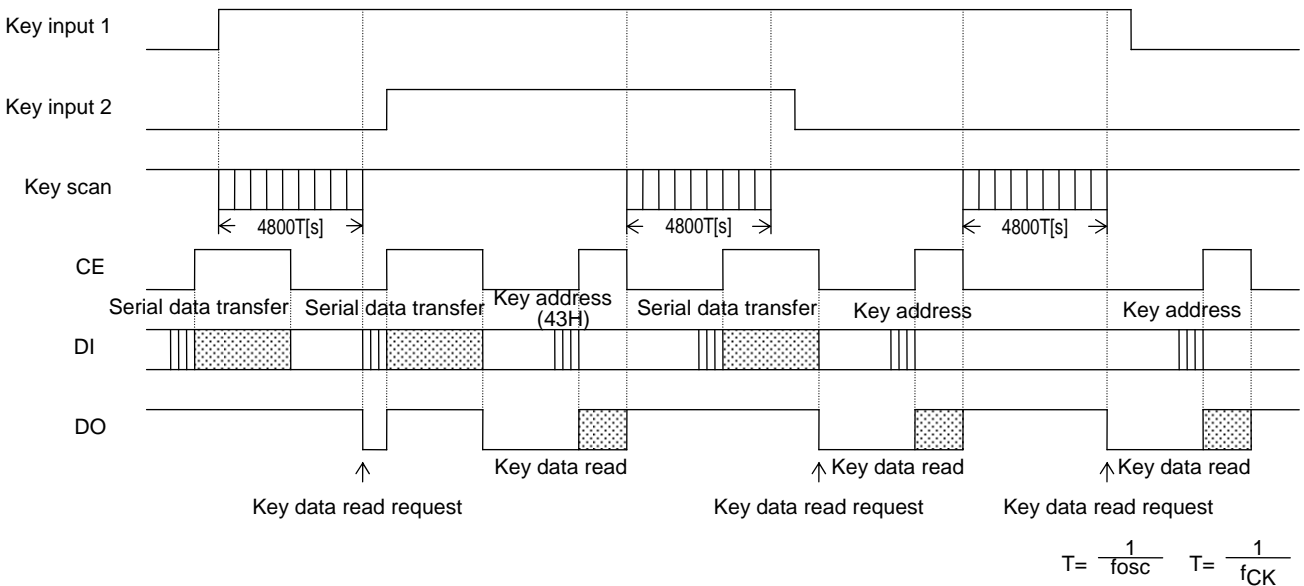 Key input 1
Key input 2
Key scan
4800T[s] 4800T[s] 4800T[s]
CE
Serial data transfer Serial data transfer Key address (43H) Serial data transfer Key address Key address
DI
DO
Key data read Key data read Key data read
Key data read request Key data read request Key data read request
T= 1/fosc T= 1/fCK